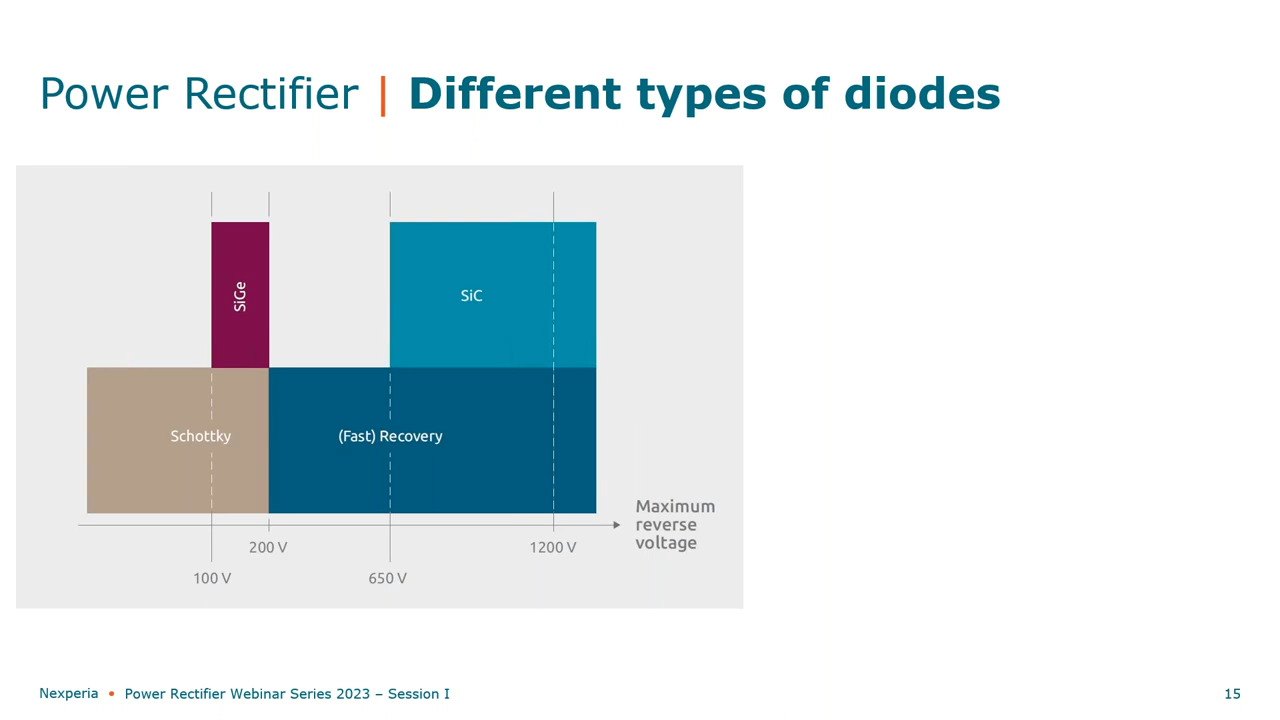 Power Rectifier | Different types of diodes
SiGe
SiC
Schottky
(Fast) Recovery
Maximum
reverse
voltage
200 V
1200 V
100 V
650 V
Nexperia • Power Rectifier Webinar Series 2023 – Session I
15